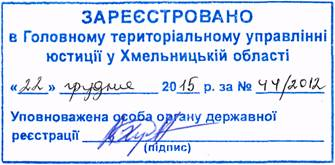 ЗАРЕЄСТРОВАНО
в Головному територіальному управлінні
юстиції у Хмельницькій області
«22» грудня 2015 р. за № 44/2012
Уповноважена особа органу державної
реєстрації
(підпис)